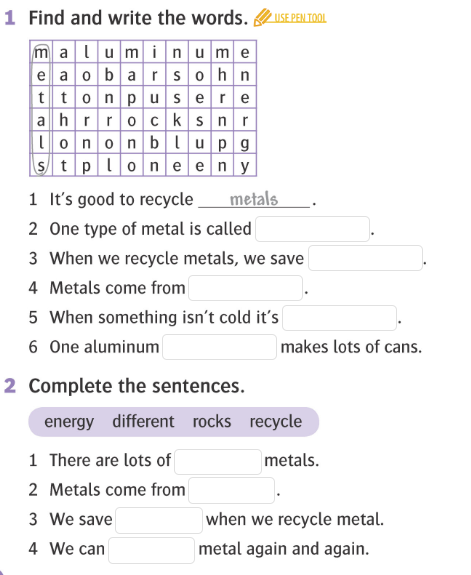 1 Find and write the words. USE PEN TOOL
m a l u m i n u m e
e a o b a r s o h n
t t o n p u s e r e
a h r r o c k s n r
l o n o n b l u p g
s t p l o n e e n y
1 It's good to recycle metals.
2 One type of metal is called .
3 When we recycle metals, we save .
4 Metals come from .
5 When something isn't cold it's .
6 One aluminum makes lots of cans.
2 Complete the sentences.
energy different rocks recycle
1 There are lots of metals.
2 Metals come from .
3 We save when we recycle metal.
4 We can metal again and again.